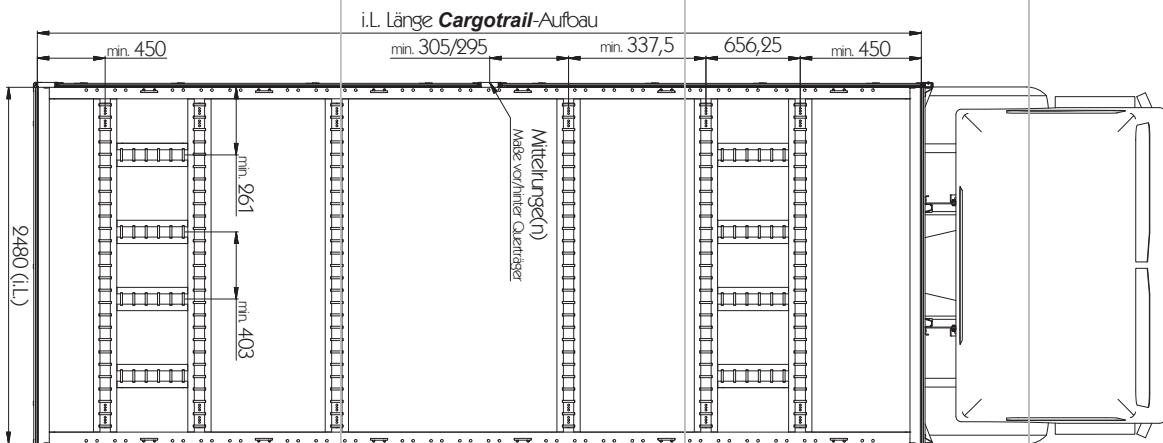 i.L. Länge Cargotrail-Aufbau
min. 450
min. 305/295
min. 337,5
656,25
min. 450
Mittelrunge(n)
Maße vor/hinter Querträger
min. 261
min. 403
2480 (i.L.)